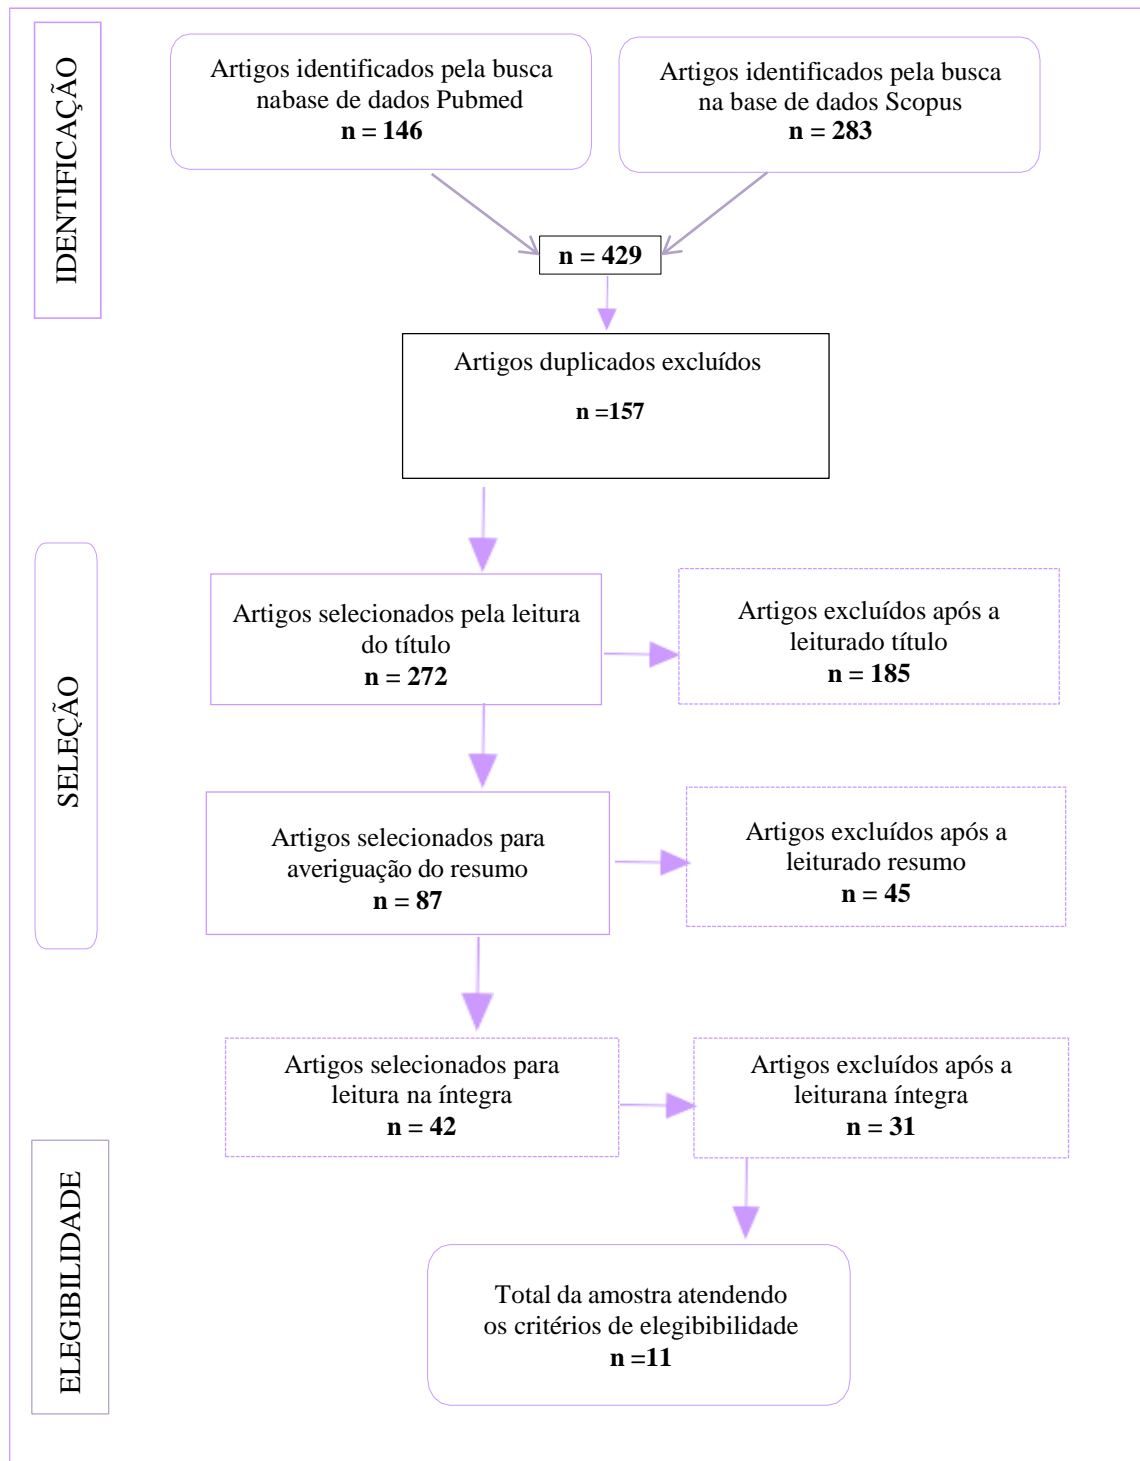 IDENTIFICAÇÃO
Artigos identificados pela busca
nabase de dados Pubmed
n = 146
Artigos identificados pela busca
na base de dados Scopus
n = 283
n = 429
Artigos duplicados excluídos
n =157
SELEÇÃO
Artigos selecionados pela leitura
do título
n = 272
Artigos excluídos após a
leiturado título
n = 185
Artigos selecionados para
averiguação do resumo
n = 87
Artigos excluídos após a
leiturado resumo
n = 45
Artigos selecionados para
leitura na íntegra
n = 42
Artigos excluídos após a
leiturana íntegra
n = 31
ELEGIBILIDADE
Total da amostra atendendo
os critérios de elegibibilidade
n =11